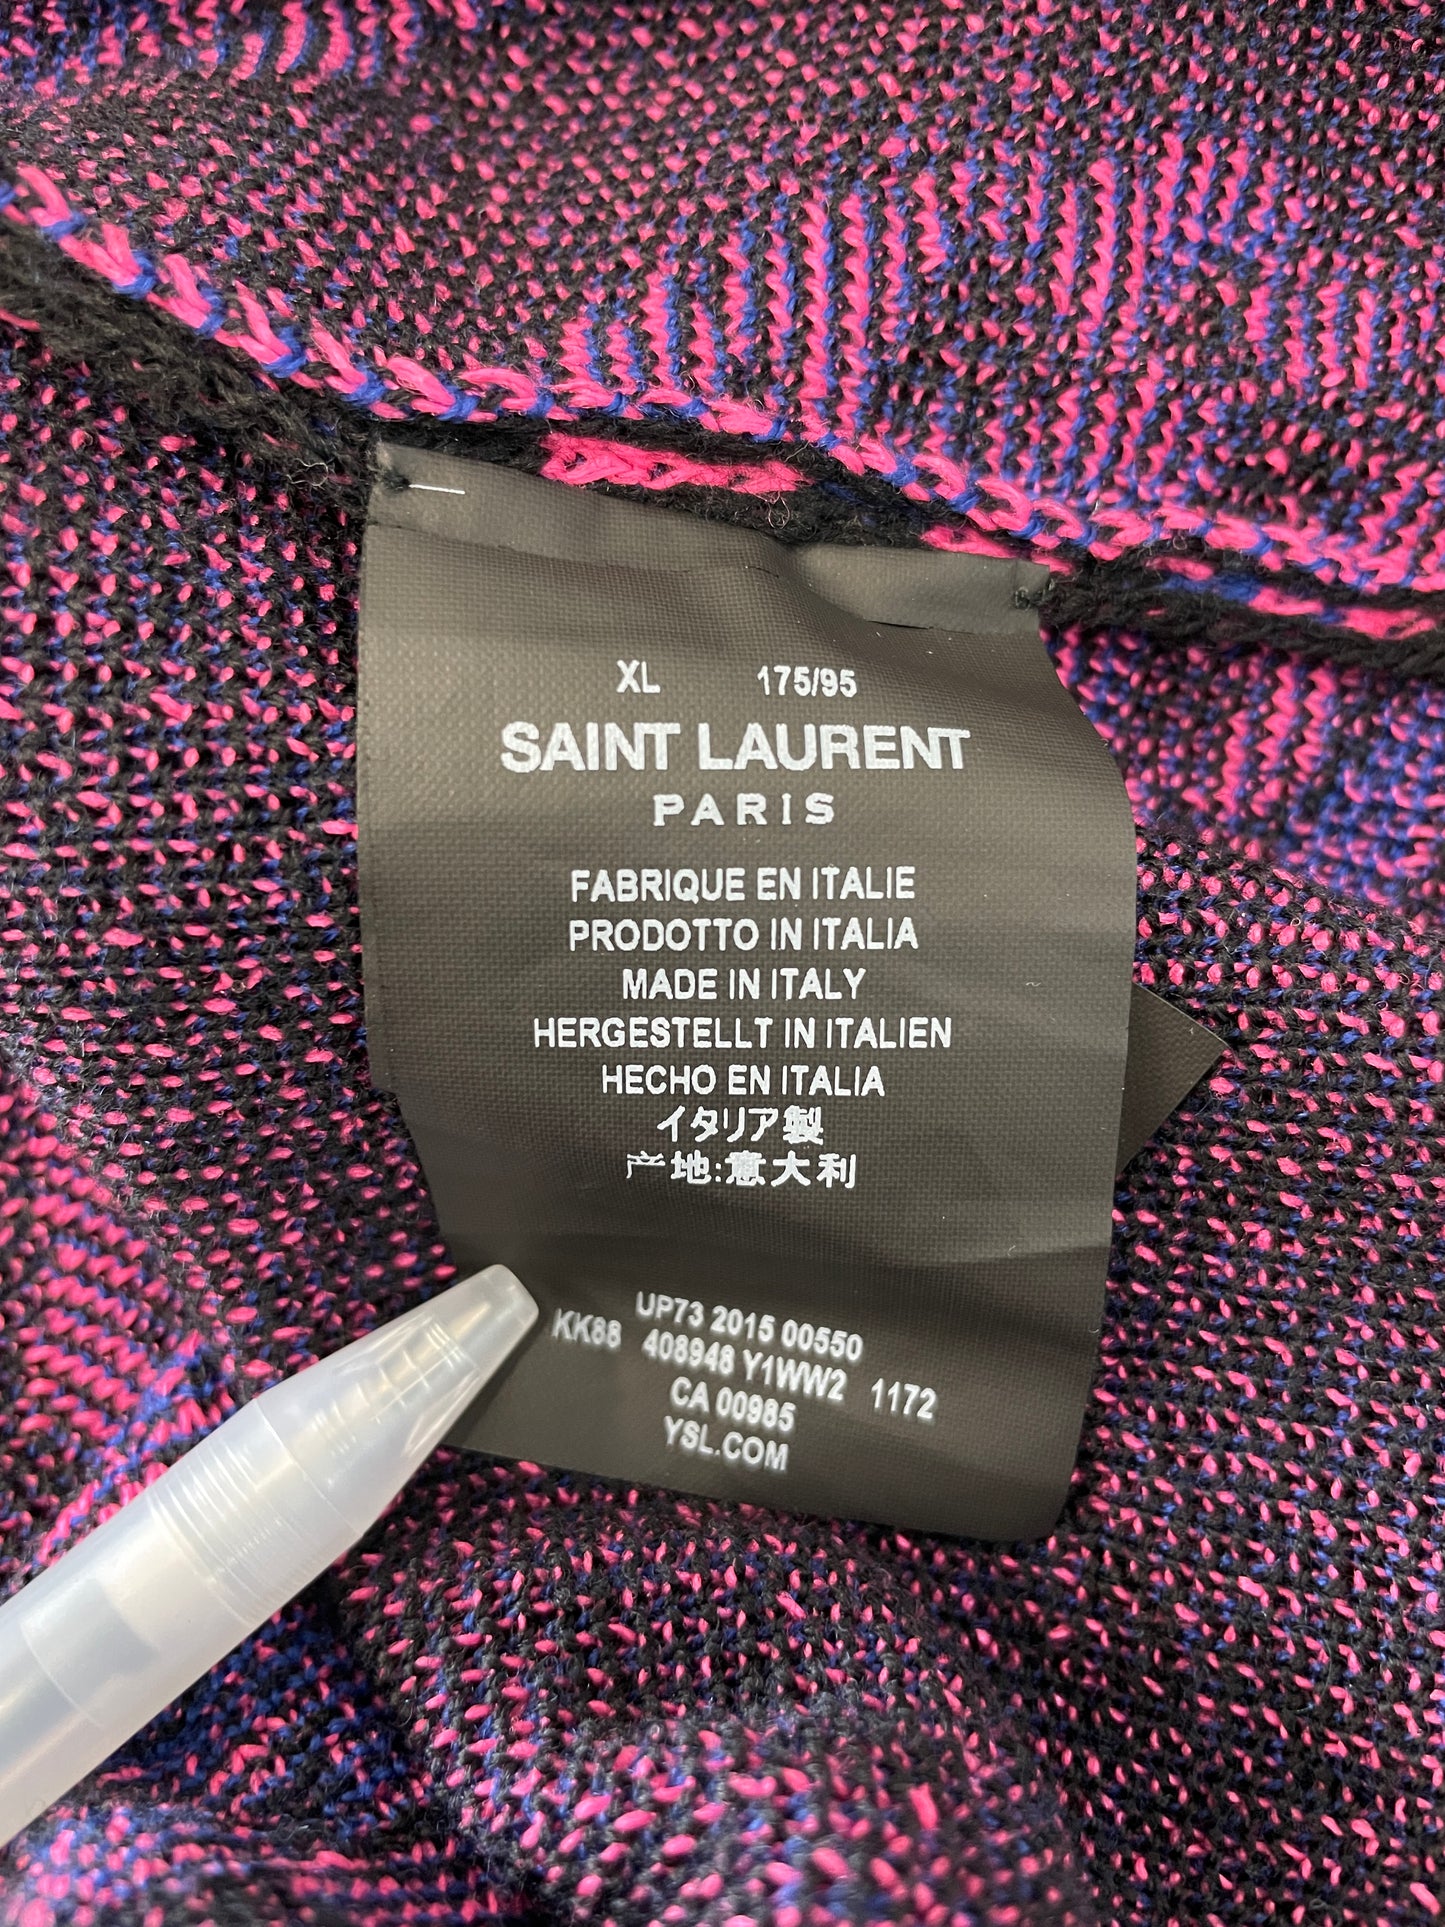 XL 175/95
SAINT LAURENT
PARIS
FABRIQUE EN ITALIE
PRODOTTO IN ITALIA
MADE IN ITALY
HERGESTELLT IN ITALIEN
HECHO EN ITALIA
イタリア製
产地:意大利
UP73 2015 00550
KK88 408948 Y1WW2 1172
CA 00985
YSL.COM